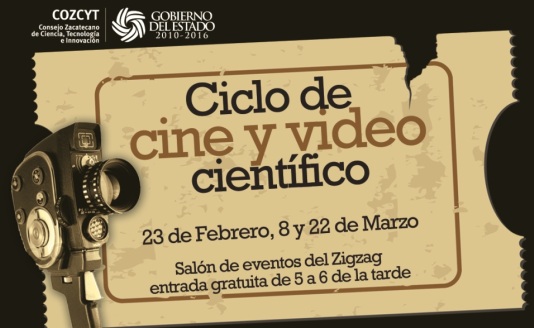 COZCYT
Consejo Zacatecano
de Ciencia, Tecnología
e Innovación
GOBIERNO
DEL ESTADO
2010-2016
Ciclo de
cine y video
científico
23 de Febrero, 8 y 22 de Marzo
Salón de eventos del Zigzag
entrada gratuita de 5 a 6 de la tarde